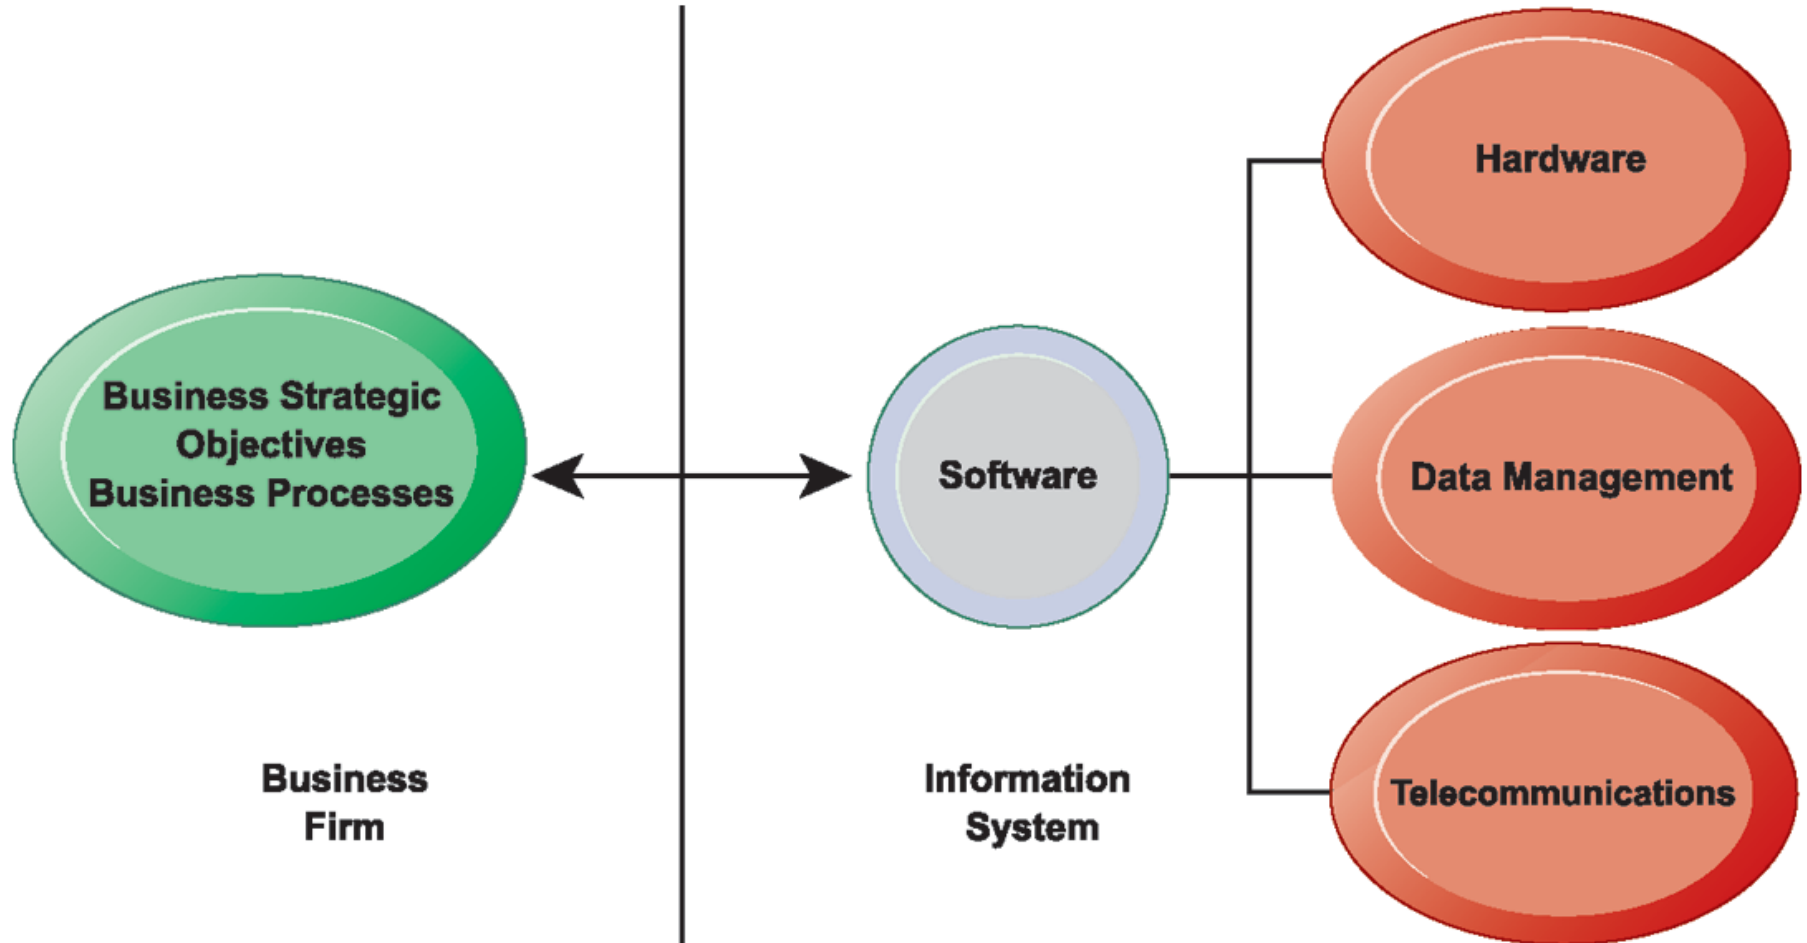 Business Strategic
Objectives
Business Processes
Business
Firm
Software
Information
System
Hardware
Data Management
Telecommunications